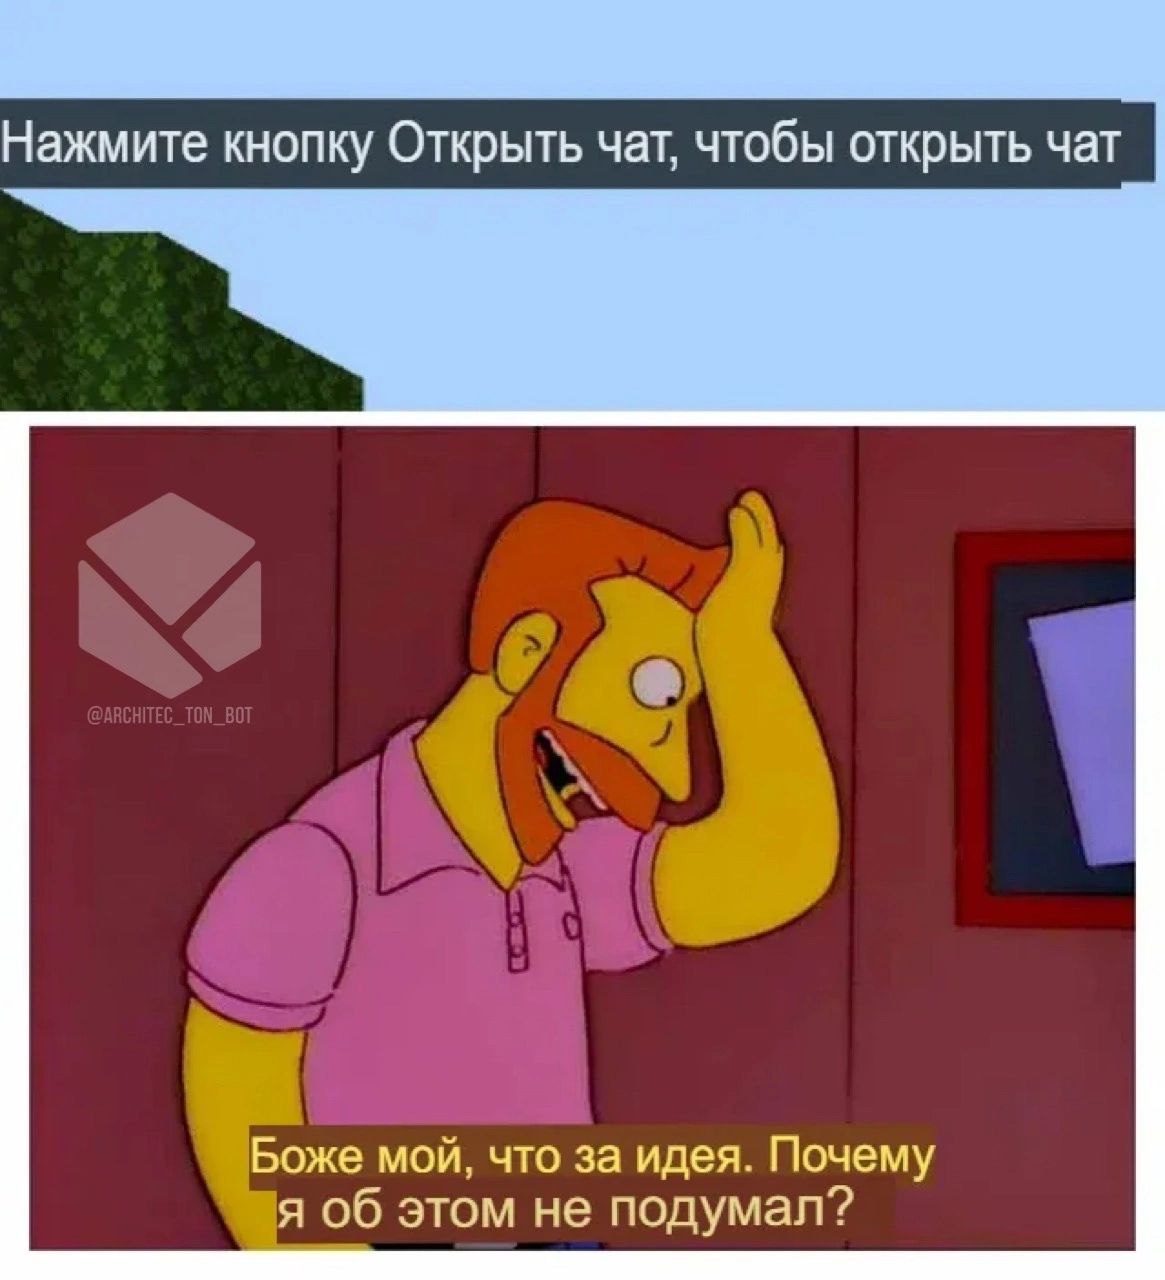 Нажмите кнопку Открыть чат, чтобы открыть чат
@ARCHITEC_TON_BOT
Боже мой, что за идея. Почему
я об этом не подумал?